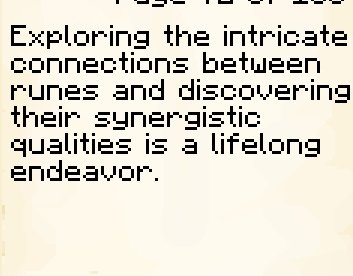 Exploring the intricate
connections between
runes and discovering
their synergistic
qualities is a lifelong
endeavor.